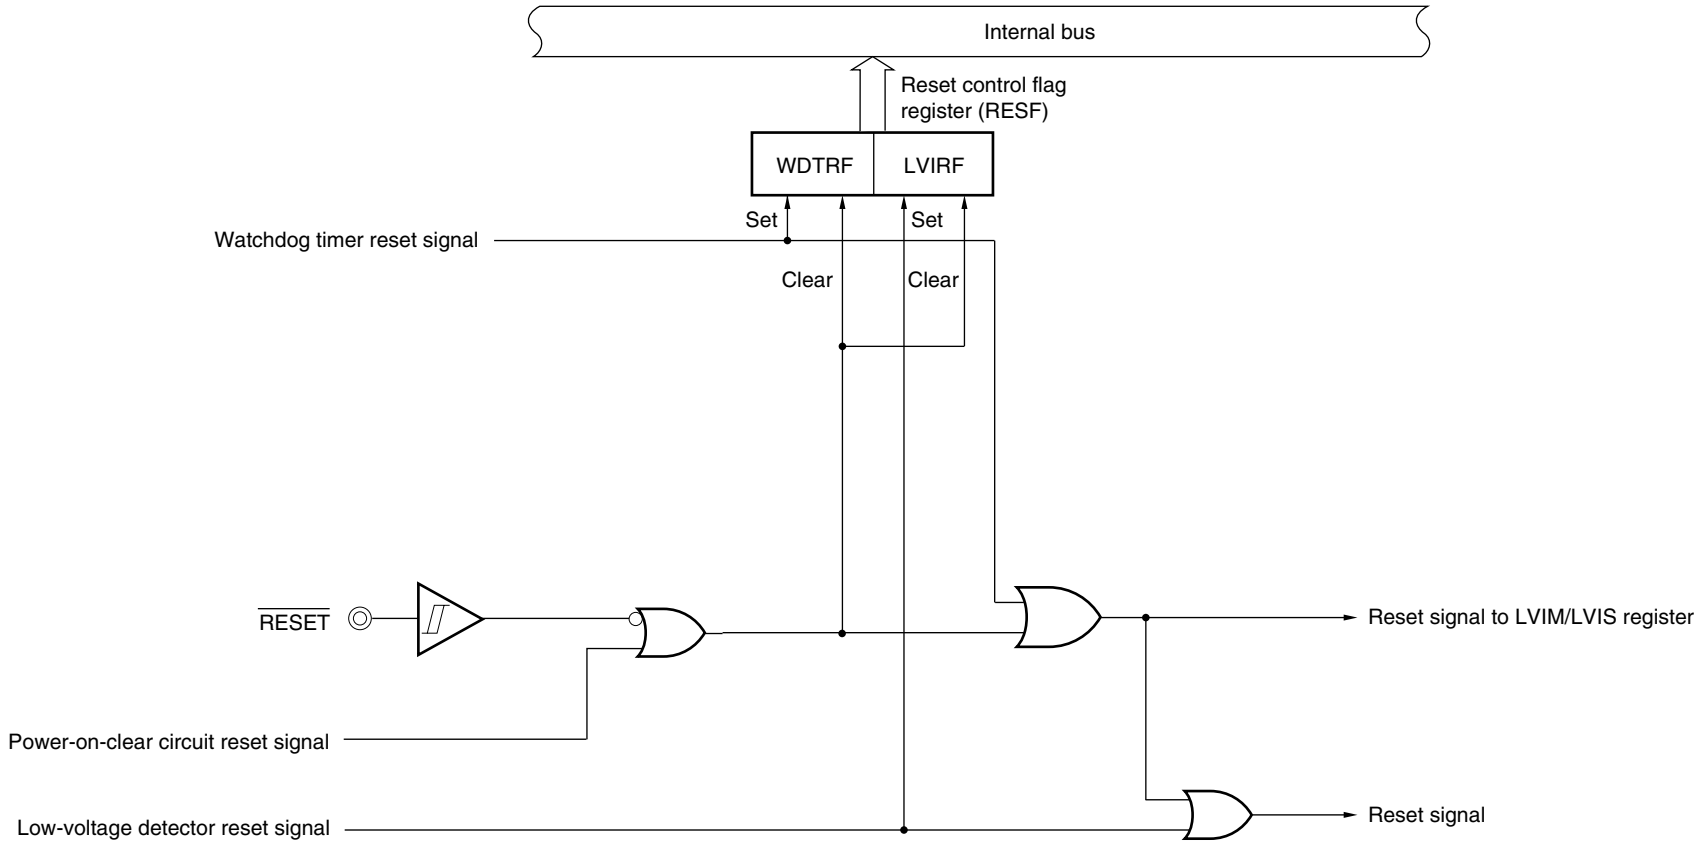 Internal bus
Reset control flag
register (RESF)
WDTRF
LVIRF
Set
Set
Watchdog timer reset signal
Clear
Clear
RESET
Reset signal to LVIM/LVIS register
Power-on-clear circuit reset signal
Low-voltage detector reset signal
Reset signal